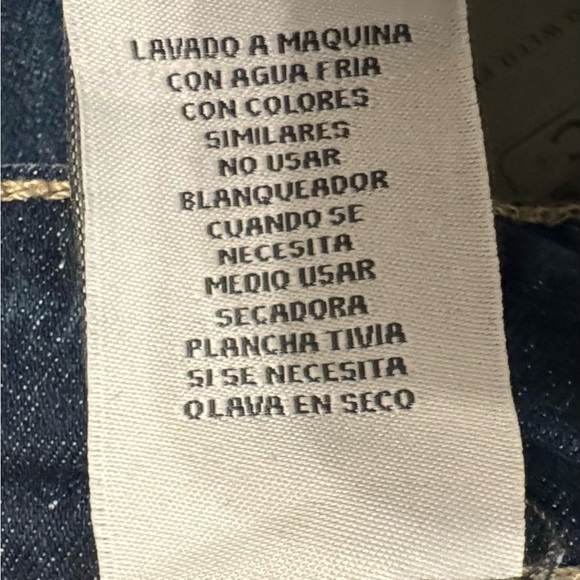 LAVADO A MAQUINA
CON AGUA FRIA
CON COLORES
SIMILARES
NO USAR
BLANQUEADOR
CUANDO SE
NECESITA
MEDIO USAR
SECADORA
PLANCHA TIVIA
SI SE NECESITA
O LAVA EN SECO